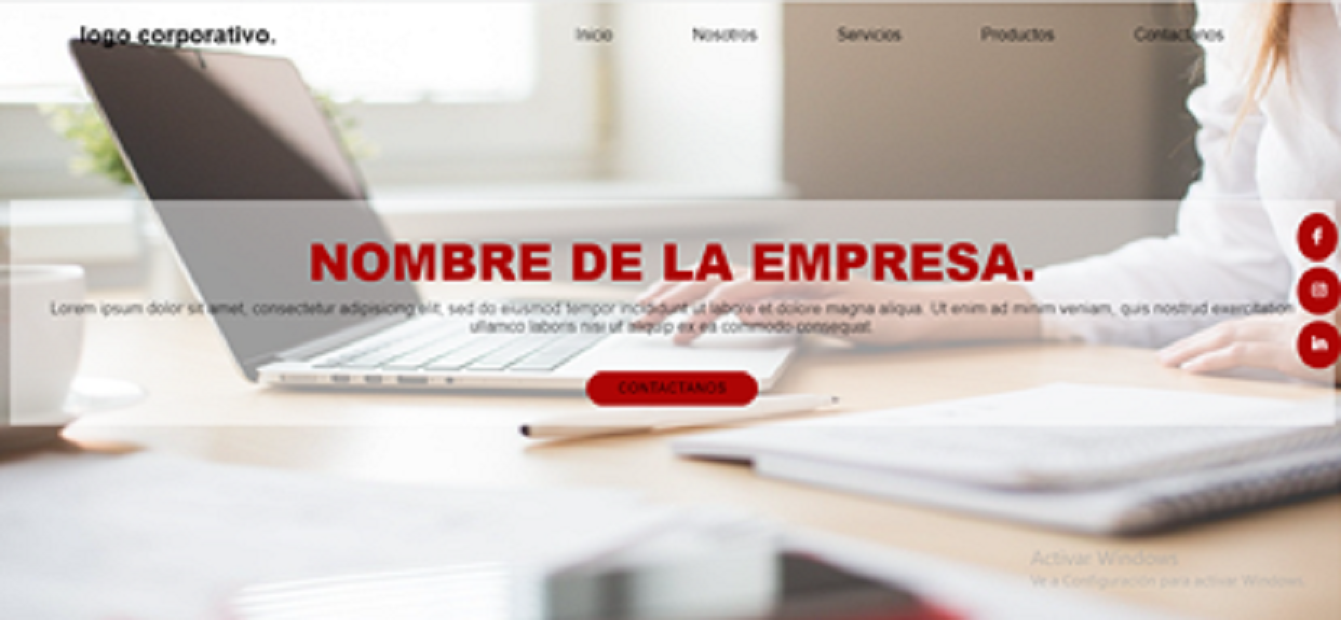 logo corporativo.
Inicio Nosotros Servicios Productos Contactanos
NOMBRE DE LA EMPRESA.
Lorem ipsum dolor sit amet, consectetur adipisicing elit, sed do eiusmod tempor incididunt ut labore et dolore magna aliqua. Ut enim ad minim veniam, quis nostrud exercitation
ullamco laboris nisi ut aliquip ex ea commodo consequat.
f
in
CONTACTANOS
Activar Windows
Ve a Configuración para activar Windows.